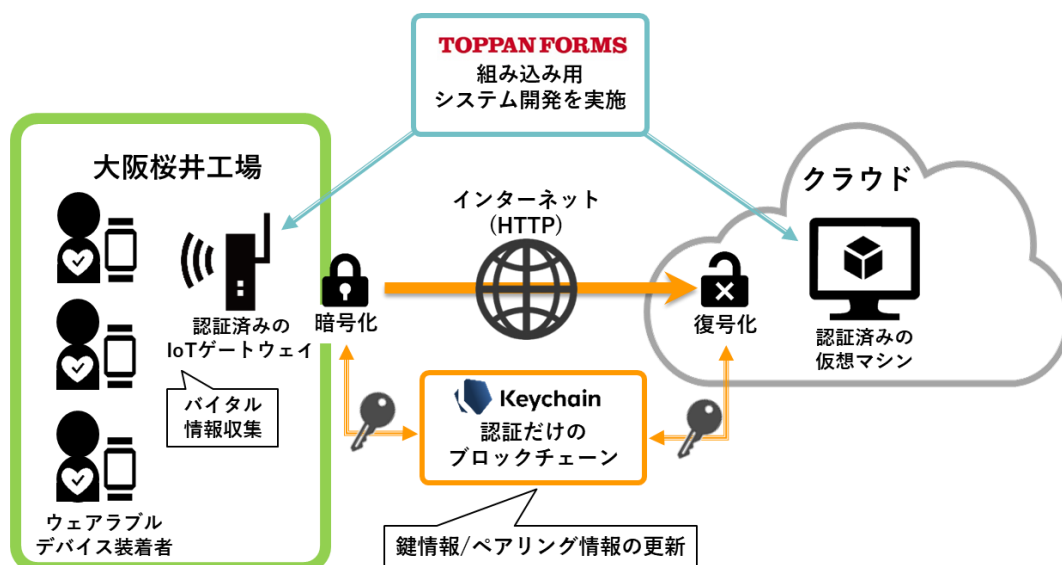 TOPPAN FORMS
組み込み用
システム開発を実施
大阪桜井工場
クラウド
インターネット
(HTTP)
認証済みの
IoTゲートウェイ
暗号化
復号化
認証済みの
仮想マシン
バイタル
情報収集
Keychain
認証だけの
ブロックチェーン
ウェアラブル
デバイス装着者
鍵情報/ペアリング情報の更新